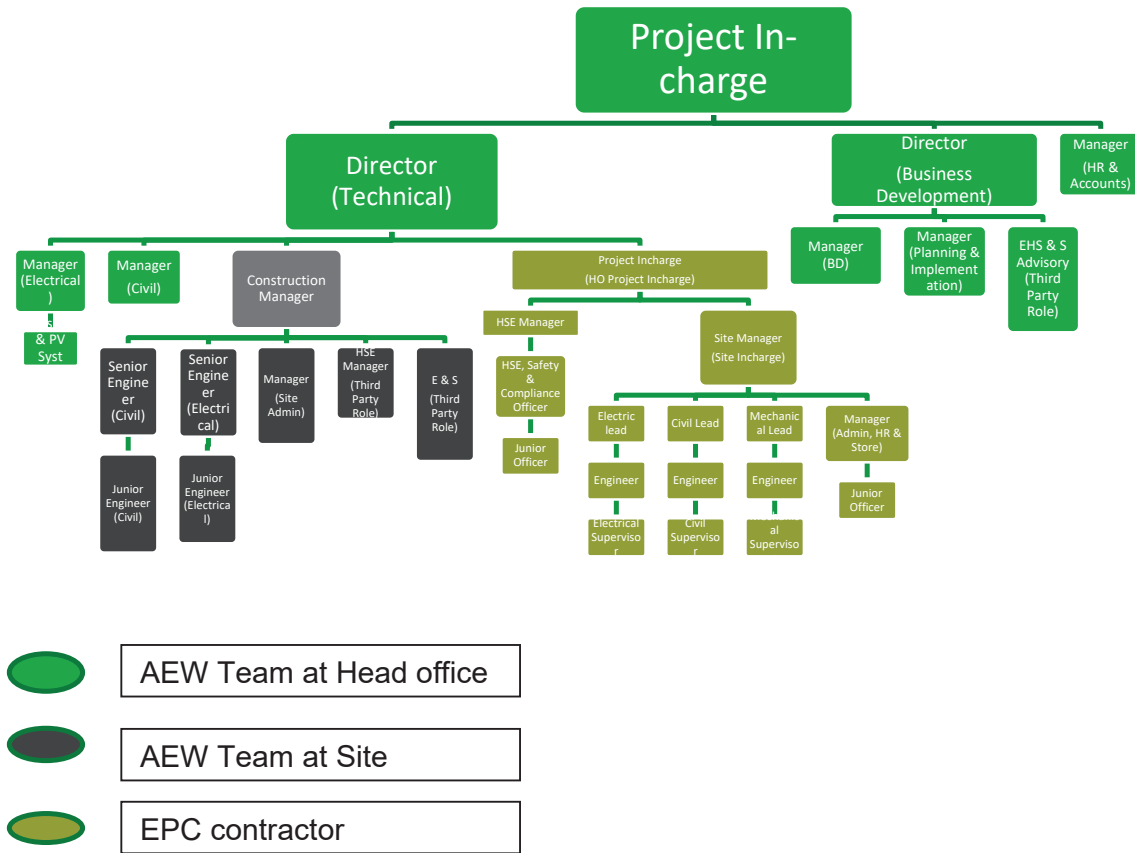 Project In-
charge
Director
(Technical)
Director
(Business
Development)
Manager
(HR &
Accounts)
Manager
(Electrical
)
Manager
(Civil)
Construction
Manager
Project Incharge
(HO Project Incharge)
Manager
(BD)
Manager
(Planning &
Implement
ation)
EHS & S
Advisory
(Third
Party
Role)
& PV
Syst
Senior
Engine
er
(Civil)
Senior
Engine
er
(Electri
cal)
Manager
(Site
Admin)
HSE
Manager
(Third
Party
Role)
E & S
(Third
Party
Role)
HSE Manager
Site Manager
(Site Incharge)
HSE, Safety
&
Compliance
Officer
Junior
Officer
Electric
lead
Civil Lead
Mechanic
al Lead
Manager
(Admin, HR &
Store)
Junior
Engineer
(Civil)
Junior
Engineer
(Electrica
l)
Engineer
Engineer
Engineer
Junior
Officer
Electrical
Superviso
r
Civil
Superviso
r
al
Superviso
AEW Team at Head office
AEW Team at Site
EPC contractor